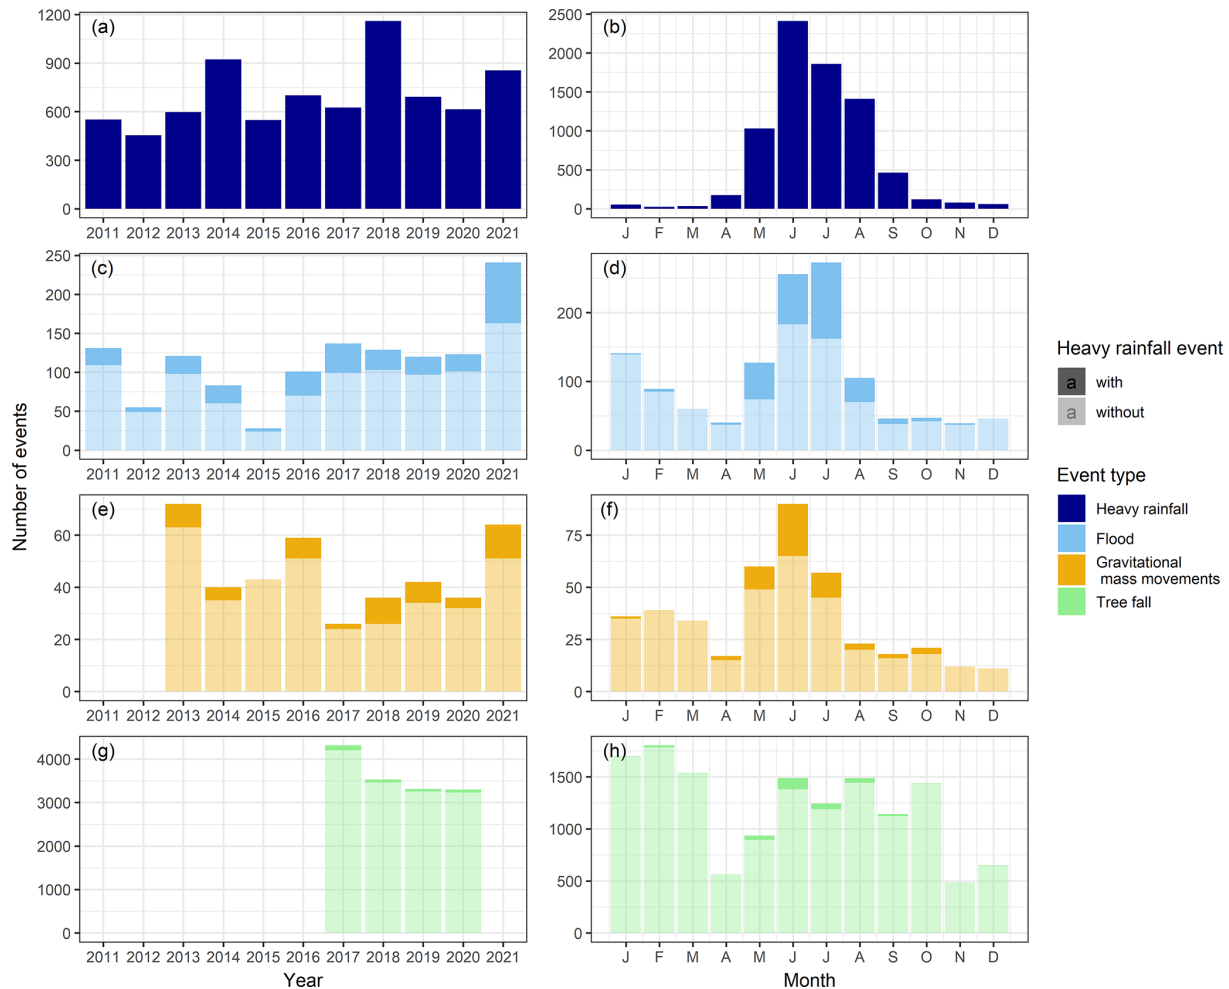 (a)
1200
900
600
300
0
2011 2012 2013 2014 2015 2016 2017 2018 2019 2020 2021
(b)
2500
2000
1500
1000
500
0
J F M A M J J A S O N D
(c)
250
200
150
100
50
0
2011 2012 2013 2014 2015 2016 2017 2018 2019 2020 2021
(d)
200
100
0
J F M A M J J A S O N D
(e)
60
40
20
0
2011 2012 2013 2014 2015 2016 2017 2018 2019 2020 2021
(f)
75
50
25
0
J F M A M J J A S O N D
(g)
4000
3000
2000
1000
0
2011 2012 2013 2014 2015 2016 2017 2018 2019 2020 2021
(h)
1500
1000
500
0
J F M A M J J A S O N D
Number of events
Year
Month
Heavy rainfall event
a with
a without
Event type
Heavy rainfall
Flood
Gravitational
mass movements
Tree fall